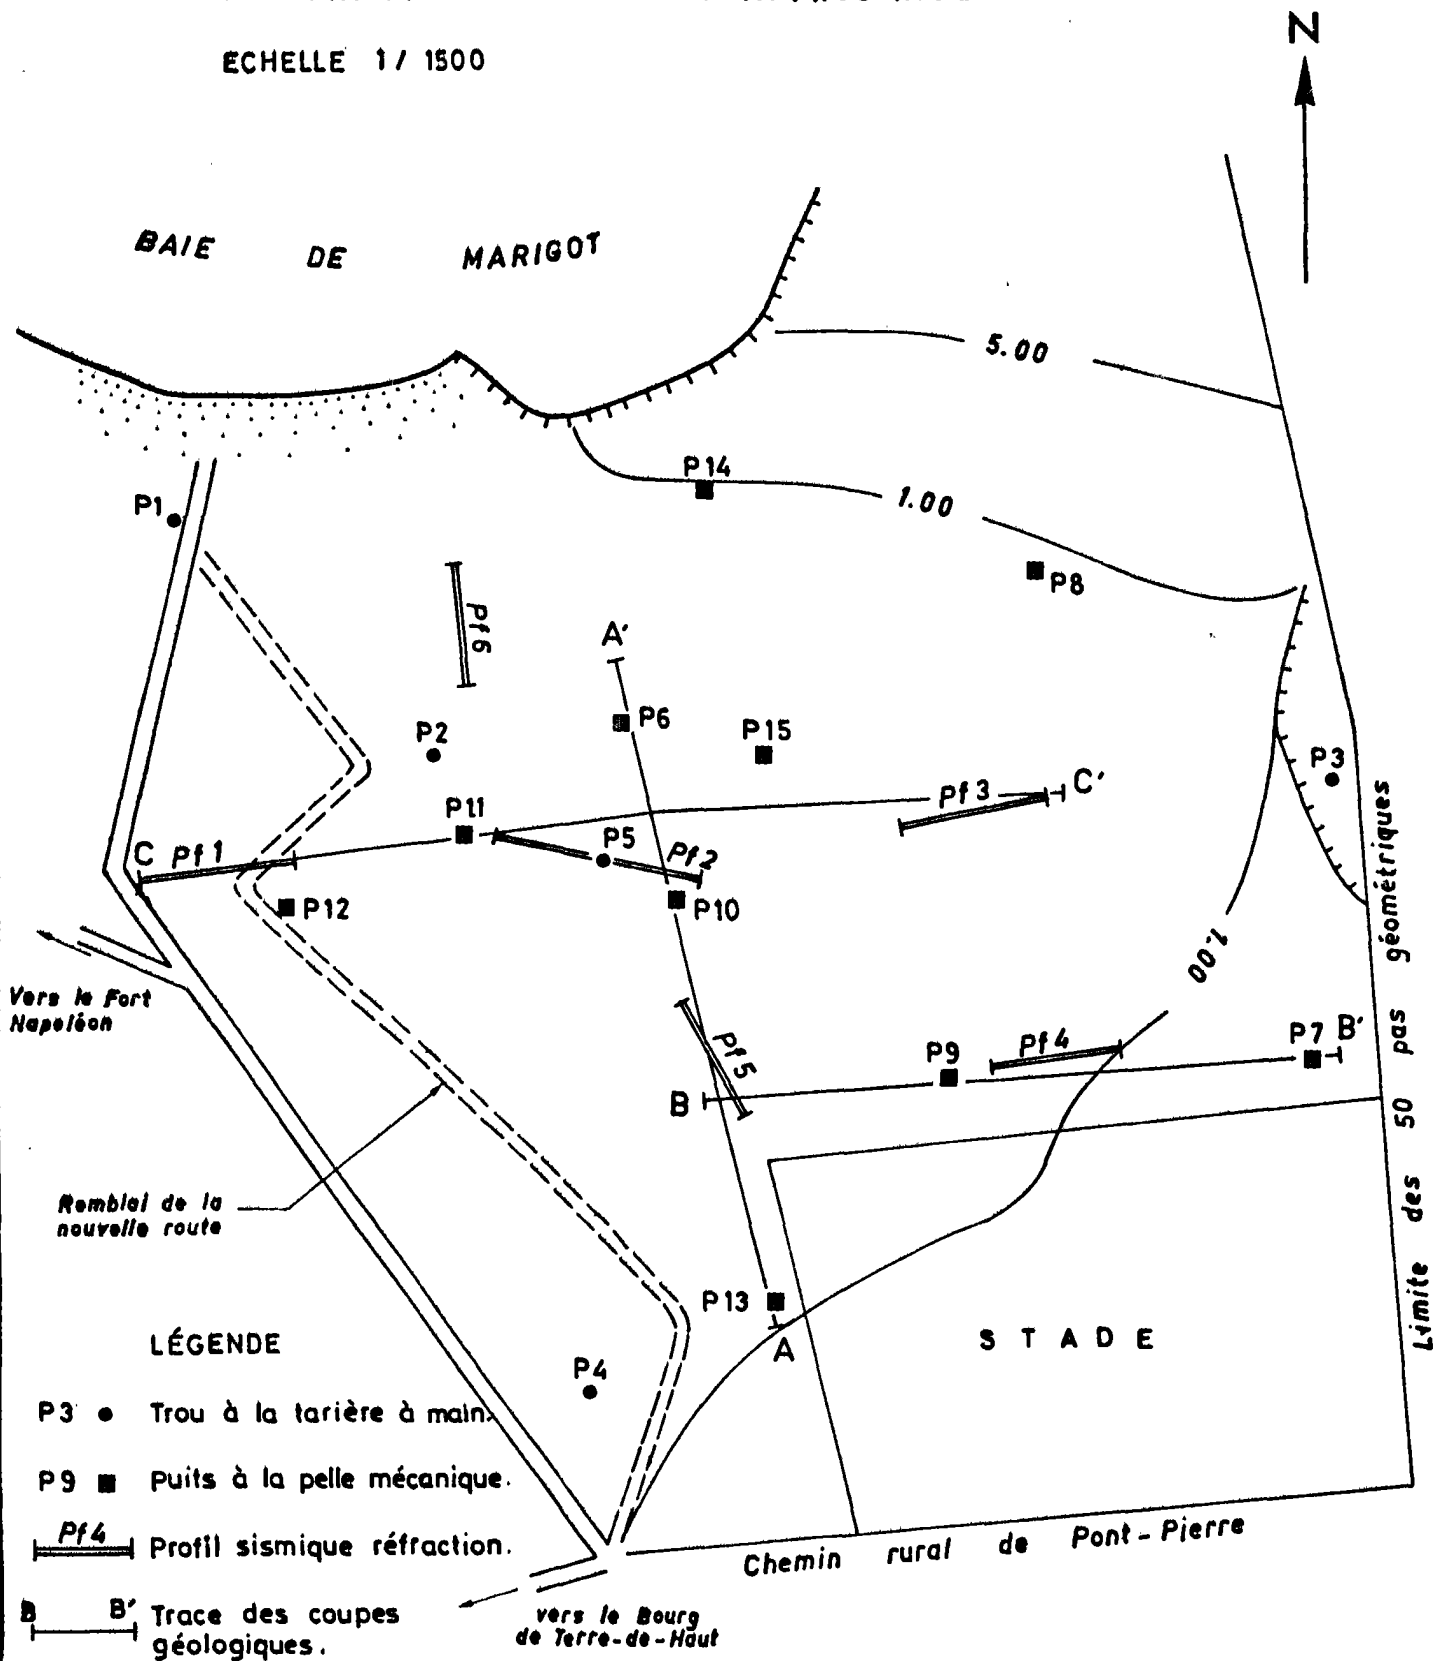 ECHELLE 1/ 1500
N
BAIE DE MARIGOT
5.00
P14
1.00
P1
P8
Pf6
A'
P6
P2
P15
P3
Pf3
C'
P11
P5
C
Pf1
Pf2
P12
P10
1.00
Vers le Fort
Napoléon
Pf5
P9
Pf4
P7
B'
B
Limite des 50 pas géométriques
Remblai de la
nouvelle route
P13
A
STADE
P4
LÉGENDE
P3 Trou à la tarière à main.
P9 Puits à la pelle mécanique.
Pf4 Profil sismique réfraction.
B B' Trace des coupes
géologiques.
Chemin rural de Pont-Pierre
vers le Bourg
de Terre-de-Haut